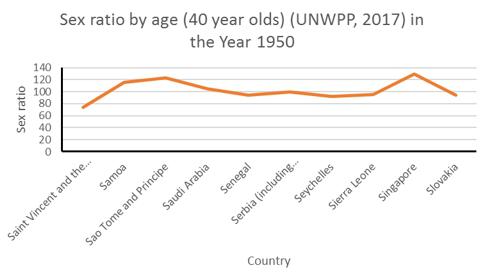 Sex ratio by age (40 year olds) (UNWPP, 2017) in
the Year 1950
140
120
100
80
60
40
20
0
Sex ratio
Saint Vincent and the...
Samoa
Sao Tome and Principe
Saudi Arabia
Senegal
Serbia (including...
Seychelles
Sierra Leone
Singapore
Slovakia
Country